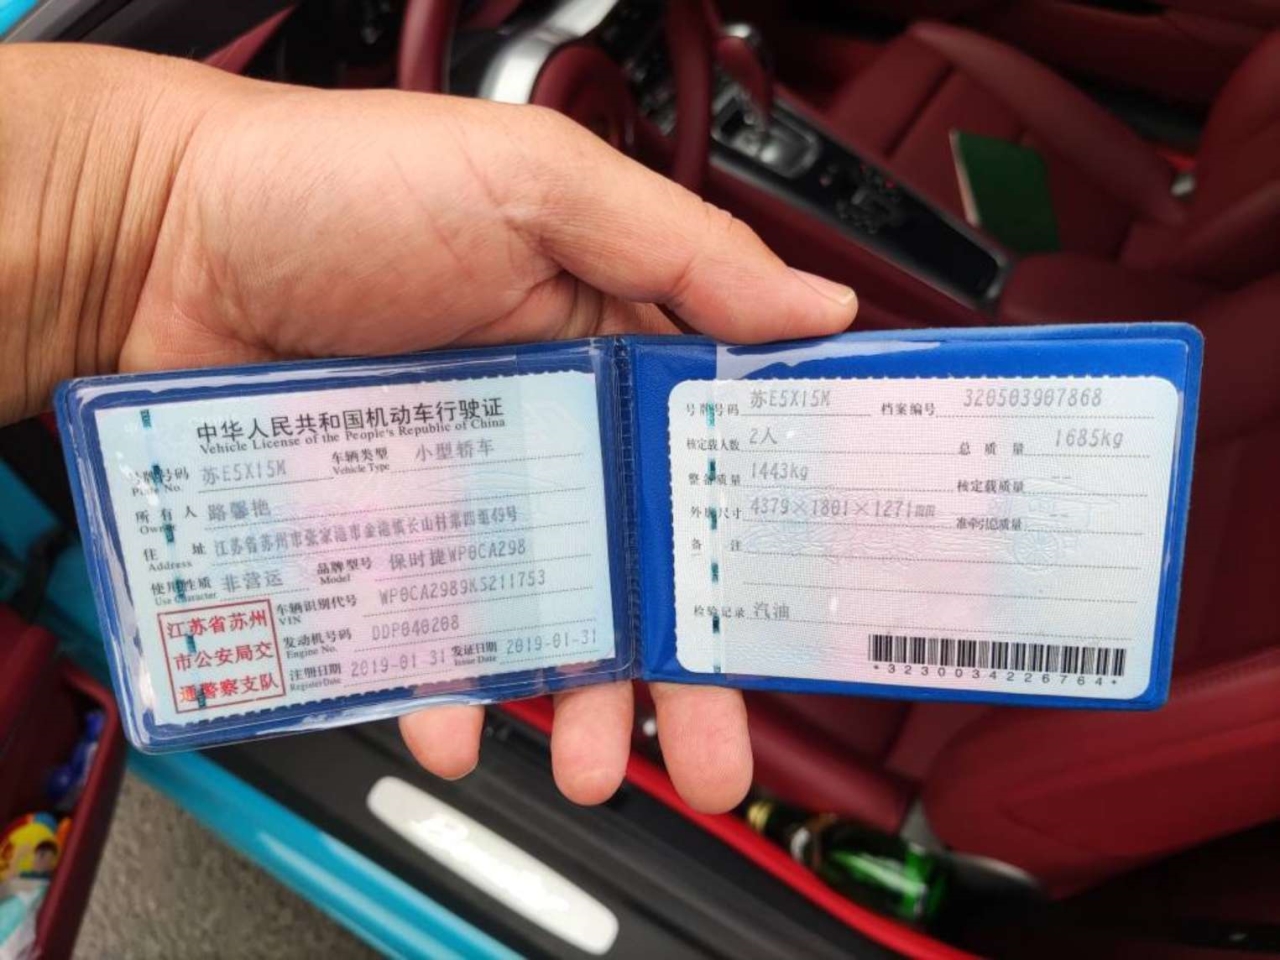 中华人民共和国机动车行驶证
Vehicle License of the People's Republic of China
号牌号码 苏E5X15M 车辆类型 小型轿车
Plate No. Vehicle Type
所有人 路馨艳
Owner
住址 江苏省苏州市张家港市金港镇长山村第四组49号
Address
使用性质 非营运 品牌型号 保时捷WP0CA298
Use Character Model
江苏省苏州
市公安局交
通警察支队
车辆识别代号 WP0CA2989KS211753
VIN
发动机号码 DDP040208
Engine No.
注册日期 2019-01-31 发证日期 2019-01-31
Register Date Issue Date
号牌号码 苏E5X15M 档案编号 320503907868
核定载人数 2人 总质量 1685kg
整备质量 1443kg 核定载质量 --
外廓尺寸 4379×1801×1271mm 准牵引总质量 --
备注
检验记录 汽油
*3230034226764*